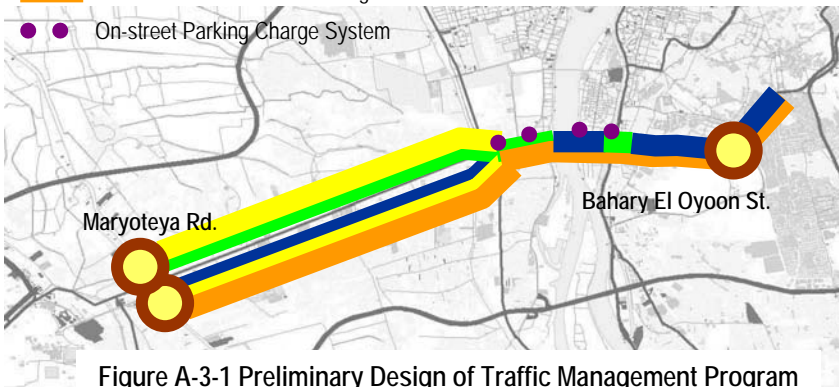 On-street Parking Charge System
Maryoteya Rd.
Bahary El Oyoon St.
Figure A-3-1 Preliminary Design of Traffic Management Program